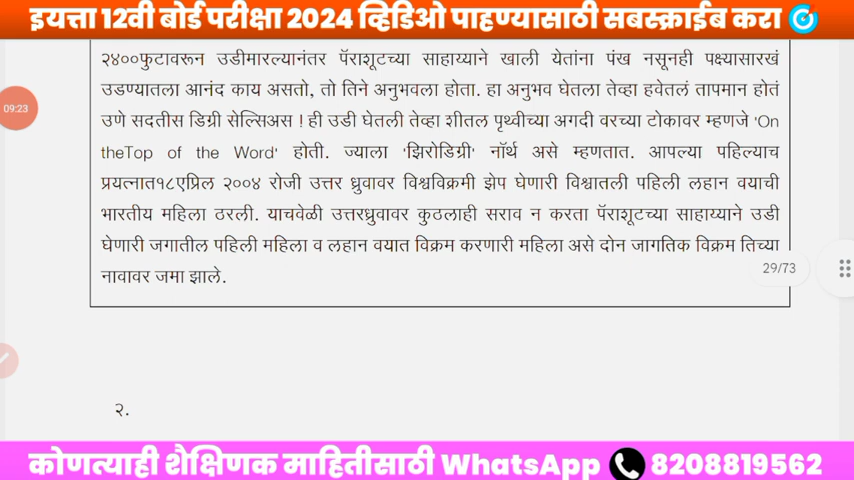 इयत्ता 12वी बोर्ड परीक्षा 2024 व्हिडिओ पाहण्यासाठी सबस्क्राईब करा
२४००फुटावरून उडीमारल्यानंतर पॅराशूटच्या साहाय्याने खाली येतांना पंख नसूनही पक्ष्यासारखं
उडण्यातला आनंद काय असतो, तो तिने अनुभवला होता. हा अनुभव घेतला तेव्हा हवेतलं तापमान होतं
09:23
उणे सदतीस डिग्री सेल्सिअस ! ही उडी घेतली तेव्हा शीतल पृथ्वीच्या अगदी वरच्या टोकावर म्हणजे 'On
theTop of the Word' होती. ज्याला 'झिरोडिग्री' नॉर्थ असे म्हणतात. आपल्या पहिल्याच
प्रयत्नात१८एप्रिल २००४ रोजी उत्तर ध्रुवावर विश्वविक्रमी झेप घेणारी विश्वातली पहिली लहान वयाची
भारतीय महिला ठरली. याचवेळी उत्तरध्रुवावर कुठलाही सराव न करता पॅराशूटच्या साहाय्याने उडी
घेणारी जगातील पहिली महिला व लहान वयात विक्रम करणारी महिला असे दोन जागतिक विक्रम तिच्या
29/73
नावावर जमा झाले.
२.
कोणत्याही शैक्षिणक माहितीसाठी WhatsApp 8208819562